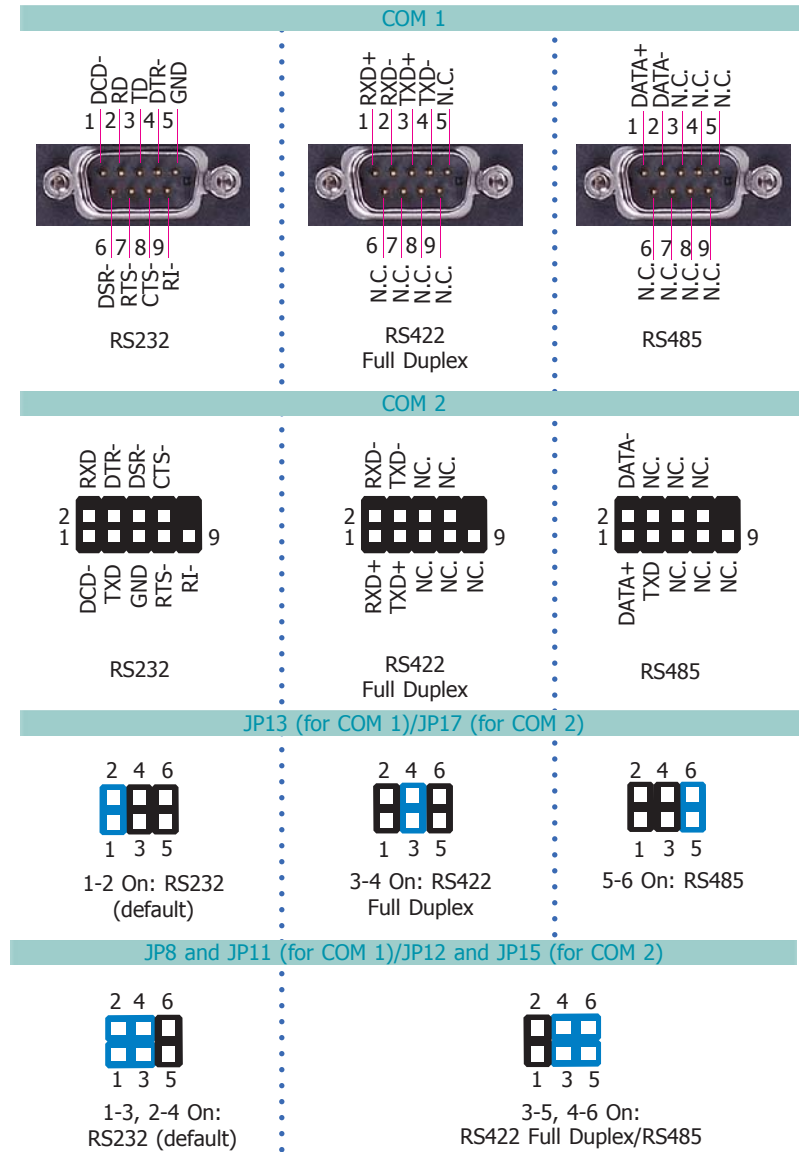 COM 1
DCD- RD TD DTR- GND
1 2 3 4 5
6 7 8 9
DSR- RTS- CTS- RI-
RS232
RXD+ RXD- TXD+ TXD- N.C.
1 2 3 4 5
6 7 8 9
N.C. N.C. N.C. N.C.
RS422
Full Duplex
DATA+ DATA- N.C. N.C. N.C.
1 2 3 4 5
6 7 8 9
N.C. N.C. N.C. N.C.
RS485
COM 2
RXD DTR- DSR- CTS-
2
1 9
DCD- TXD GND RTS- RI-
RS232
RXD- TXD- NC. NC.
2
1 9
RXD+ TXD+ NC. NC. NC.
RS422
Full Duplex
DATA- NC. NC. NC.
2
1 9
DATA+ TXD NC. NC. NC.
RS485
JP13 (for COM 1)/JP17 (for COM 2)
2 4 6
1 3 5
1-2 On: RS232
(default)
2 4 6
1 3 5
3-4 On: RS422
Full Duplex
2 4 6
1 3 5
5-6 On: RS485
JP8 and JP11 (for COM 1)/JP12 and JP15 (for COM 2)
2 4 6
1 3 5
1-3, 2-4 On:
RS232 (default)
2 4 6
1 3 5
3-5, 4-6 On:
RS422 Full Duplex/RS485